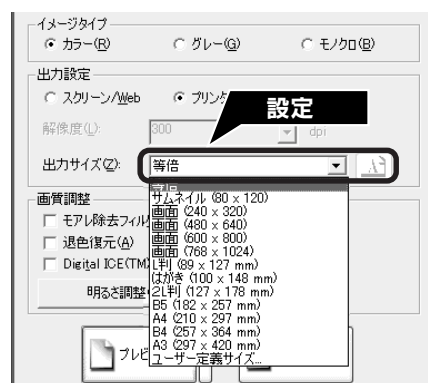 イメージタイプ
カラー(R) グレー(G) モノクロ(B)
出力設定
スクリーン/Web プリンタ
設定
解像度(L): 300 dpi
出力サイズ(Z): 等倍
等倍
サムネイル (80 x 120)
画面 (240 x 320)
画面 (480 x 640)
画面 (600 x 800)
画面 (768 x 1024)
L判 (89 x 127 mm)
はがき (100 x 148 mm)
2L判 (127 x 178 mm)
B5 (182 x 257 mm)
A4 (210 x 297 mm)
B4 (257 x 364 mm)
A3 (297 x 420 mm)
ユーザー定義サイズ...
画質調整
モアレ除去フィル
退色復元(A)
Digital ICE(TM)
明るさ調整
プレビ